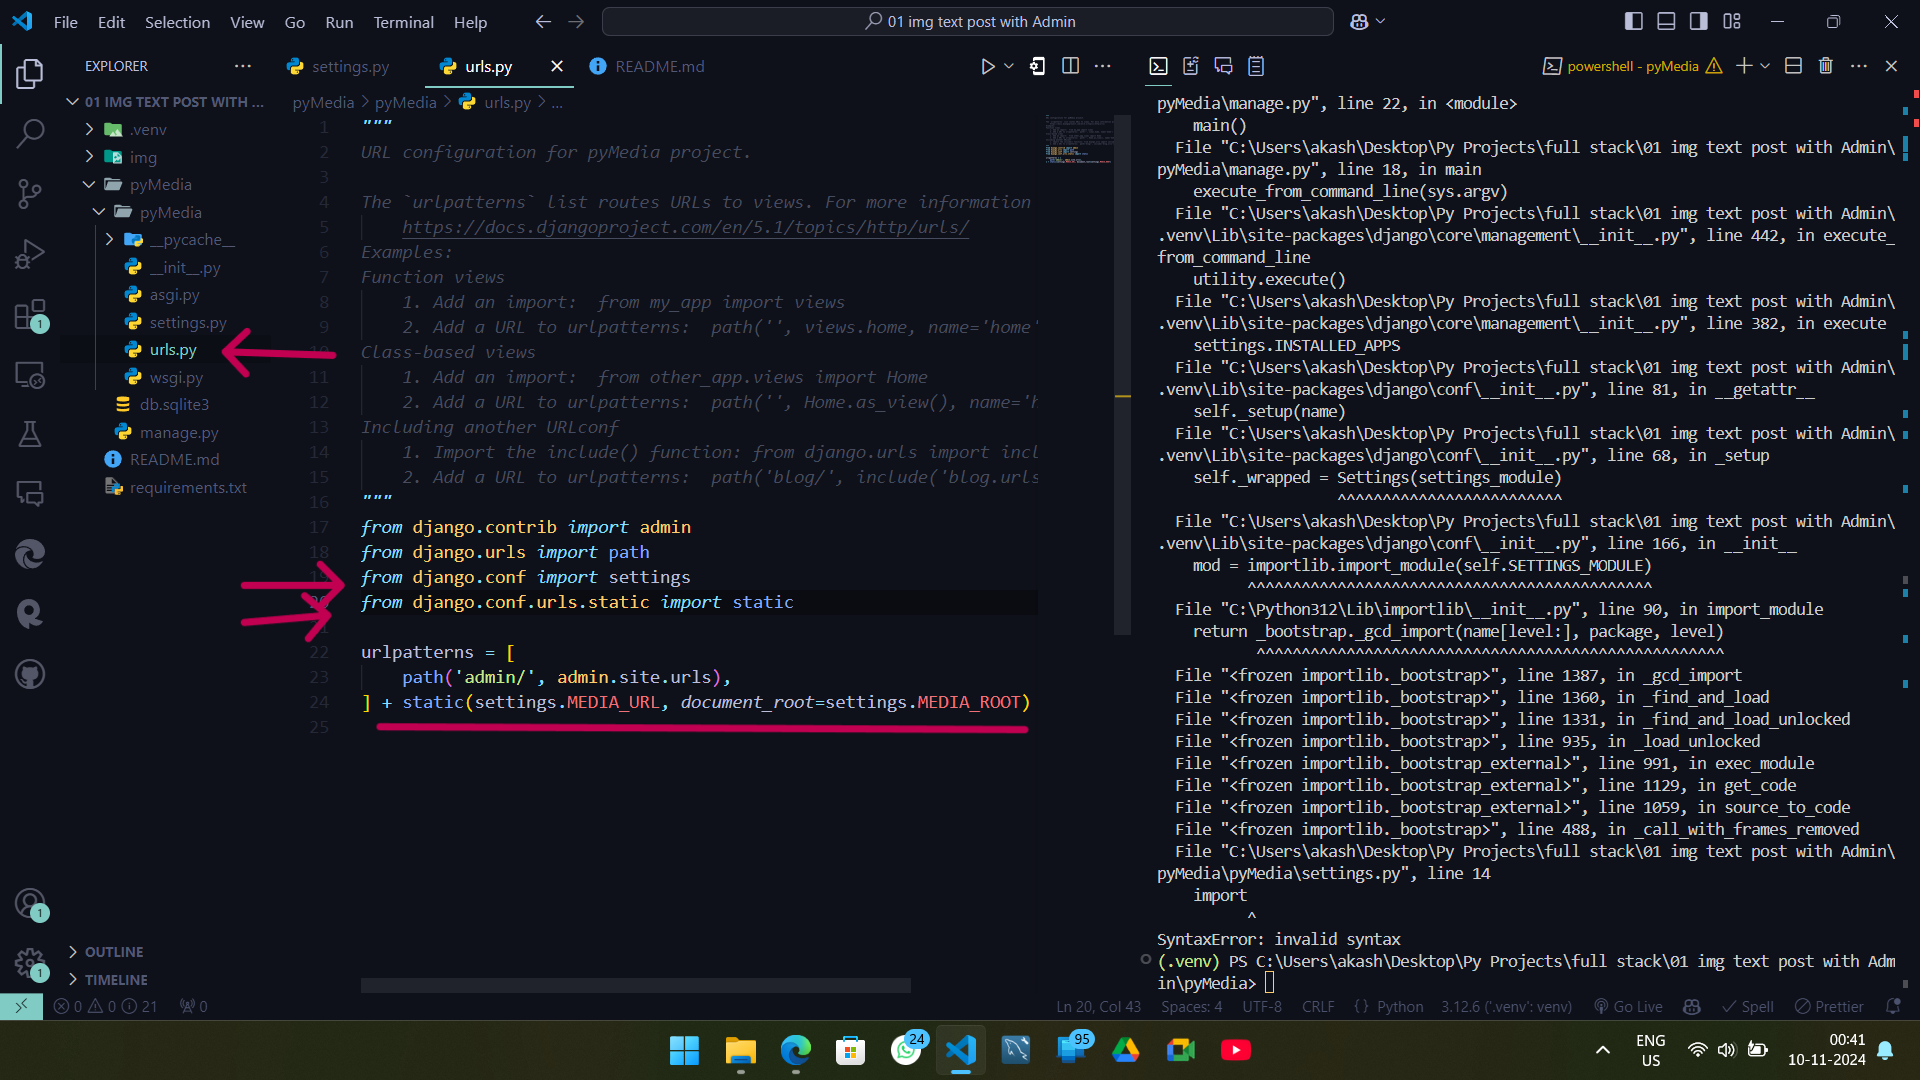 File Edit Selection View Go Run Terminal Help
01 img text post with Admin
EXPLORER
01 IMG TEXT POST WITH ...
.venv
img
pyMedia
pyMedia
__pycache__
__init__.py
asgi.py
settings.py
urls.py
wsgi.py
db.sqlite3
manage.py
README.md
requirements.txt
OUTLINE
TIMELINE
1
1
1
settings.py
urls.py
README.md
pyMedia > pyMedia > urls.py > ...
1 """
2 URL configuration for pyMedia project.
3
4 The `urlpatterns` list routes URLs to views. For more information
5 https://docs.djangoproject.com/en/5.1/topics/http/urls/
6 Examples:
7 Function views
8 1. Add an import:  from my_app import views
9 2. Add a URL to urlpatterns:  path('', views.home, name='home'
10 Class-based views
11 1. Add an import:  from other_app.views import Home
12 2. Add a URL to urlpatterns:  path('', Home.as_view(), name='h
13 Including another URLconf
14 1. Import the include() function: from django.urls import incl
15 2. Add a URL to urlpatterns:  path('blog/', include('blog.urls
16 """
17 from django.contrib import admin
18 from django.urls import path
19 from django.conf import settings
20 from django.conf.urls.static import static
21
22 urlpatterns = [
23 path('admin/', admin.site.urls),
24 ] + static(settings.MEDIA_URL, document_root=settings.MEDIA_ROOT)
25
powershell - pyMedia
pyMedia\manage.py", line 22, in <module>
main()
File "C:\Users\akash\Desktop\Py Projects\full stack\01 img text post with Admin\
pyMedia\manage.py", line 18, in main
execute_from_command_line(sys.argv)
File "C:\Users\akash\Desktop\Py Projects\full stack\01 img text post with Admin\
.venv\Lib\site-packages\django\core\management\__init__.py", line 442, in execute_
from_command_line
utility.execute()
File "C:\Users\akash\Desktop\Py Projects\full stack\01 img text post with Admin\
.venv\Lib\site-packages\django\core\management\__init__.py", line 382, in execute
settings.INSTALLED_APPS
File "C:\Users\akash\Desktop\Py Projects\full stack\01 img text post with Admin\
.venv\Lib\site-packages\django\conf\__init__.py", line 81, in __getattr__
self._setup(name)
File "C:\Users\akash\Desktop\Py Projects\full stack\01 img text post with Admin\
.venv\Lib\site-packages\django\conf\__init__.py", line 68, in _setup
self._wrapped = Settings(settings_module)
^^^^^^^^^^^^^^^^^^^^^^^^^
File "C:\Users\akash\Desktop\Py Projects\full stack\01 img text post with Admin\
.venv\Lib\site-packages\django\conf\__init__.py", line 166, in __init__
mod = importlib.import_module(self.SETTINGS_MODULE)
^^^^^^^^^^^^^^^^^^^^^^^^^^^^^^^^^^^^^^^^^^^^^
File "C:\Python312\Lib\importlib\__init__.py", line 90, in import_module
return _bootstrap._gcd_import(name[level:], package, level)
^^^^^^^^^^^^^^^^^^^^^^^^^^^^^^^^^^^^^^^^^^^^^^^^^^^^
File "<frozen importlib._bootstrap>", line 1387, in _gcd_import
File "<frozen importlib._bootstrap>", line 1360, in _find_and_load
File "<frozen importlib._bootstrap>", line 1331, in _find_and_load_unlocked
File "<frozen importlib._bootstrap>", line 935, in _load_unlocked
File "<frozen importlib._bootstrap_external>", line 991, in exec_module
File "<frozen importlib._bootstrap_external>", line 1129, in get_code
File "<frozen importlib._bootstrap_external>", line 1059, in source_to_code
File "<frozen importlib._bootstrap>", line 488, in _call_with_frames_removed
File "C:\Users\akash\Desktop\Py Projects\full stack\01 img text post with Admin\
pyMedia\pyMedia\settings.py", line 14
import
^
SyntaxError: invalid syntax
(.venv) PS C:\Users\akash\Desktop\Py Projects\full stack\01 img text post with Adm
in\pyMedia>
0 0 21 0
Ln 20, Col 43 Spaces: 4 UTF-8 CRLF {} Python 3.12.6 ('.venv': venv) Go Live Spell Prettier
24
95
ENG
US
00:41
10-11-2024